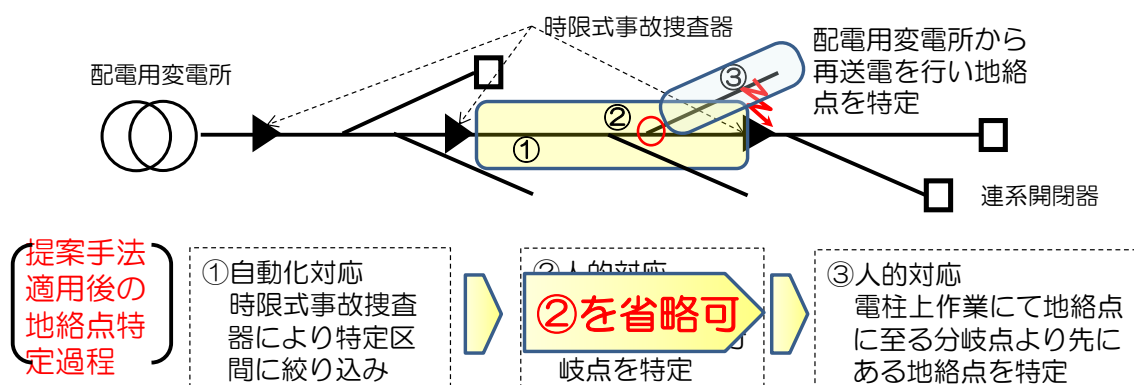 時限式事故捜査器
配電用変電所
配電用変電所から
再送電を行い地絡
点を特定
③
②
①
連系開閉器
提案手法
適用後の
地絡点特
定過程
①自動化対応
時限式事故捜査
器により特定区
間に絞り込み
②人的対応
②を省略可
岐点を特定
③人的対応
電柱上作業にて地絡点
に至る分岐点より先に
ある地絡点を特定